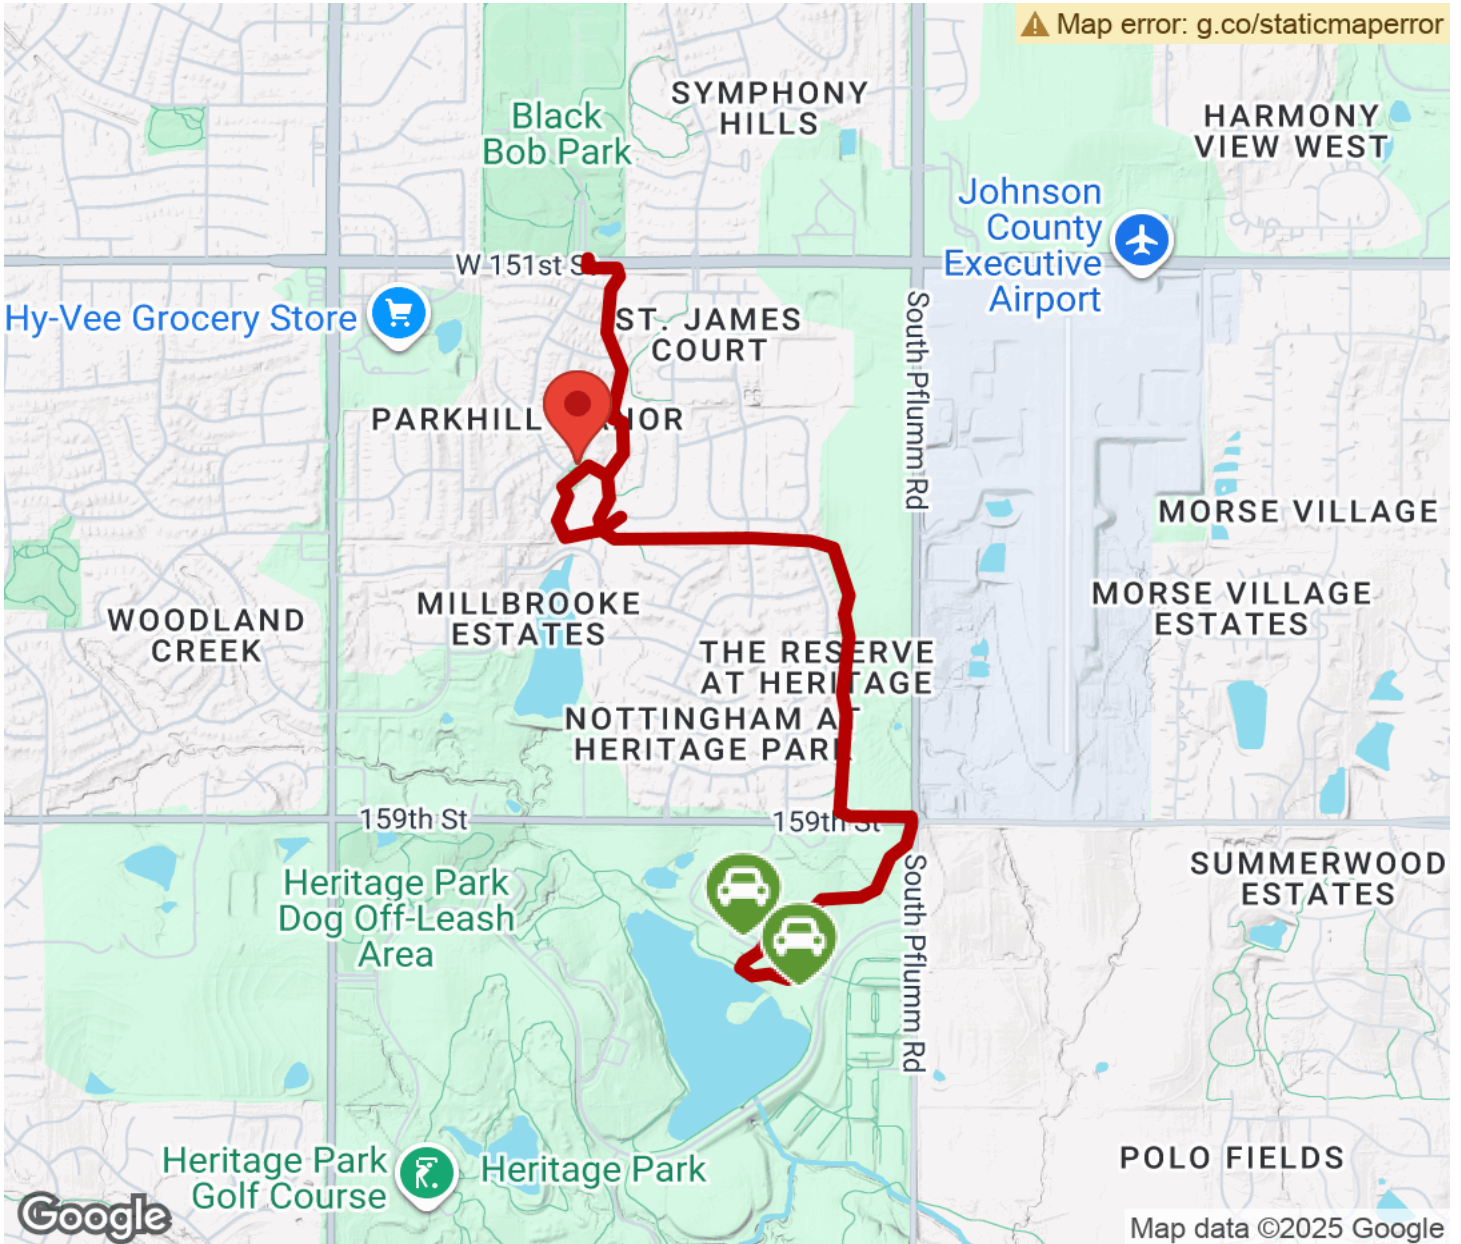 Map error: g.co/staticmaperror
SYMPHONY
HILLS
Black
Bob Park
HARMONY
VIEW WEST
Johnson
County
Executive
Airport
W 151st S
Hy-Vee Grocery Store
ST. JAMES
COURT
South Pflumm Rd
PARKHILL
NOR
MORSE VILLAGE
MORSE VILLAGE
ESTATES
MILLBROOKE
ESTATES
WOODLAND
CREEK
THE RESERVE
AT HERITAGE
NOTTINGHAM AT
HERITAGE PARK
159th St
159th St
SUMMERWOOD
ESTATES
Heritage Park
Dog Off-Leash
Area
South Pflumm Rd
POLO FIELDS
Heritage Park
Golf Course
Heritage Park
Google
Map data ©2025 Google